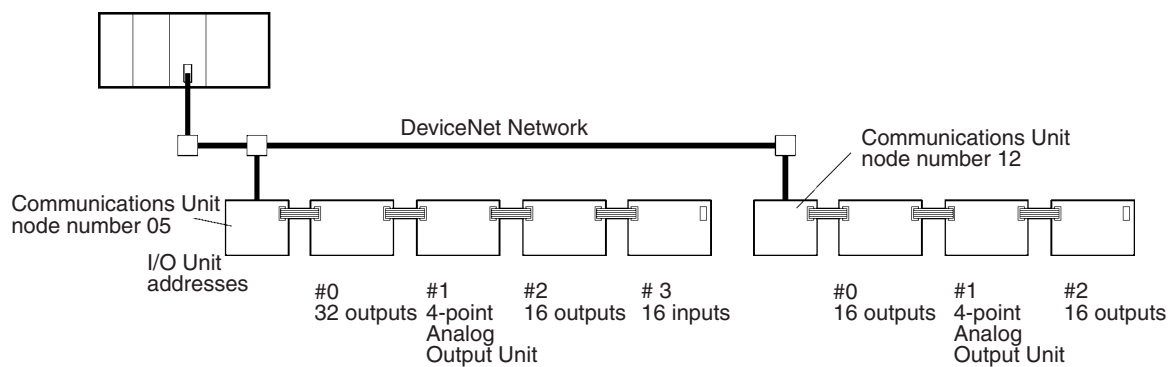 DeviceNet Network
Communications Unit
node number 12
Communications Unit
node number 05
I/O Unit
addresses
#0
32 outputs
#1
4-point
Analog
Output Unit
#2
16 outputs
# 3
16 inputs
#0
16 outputs
#1
4-point
Analog
Output Unit
#2
16 outputs